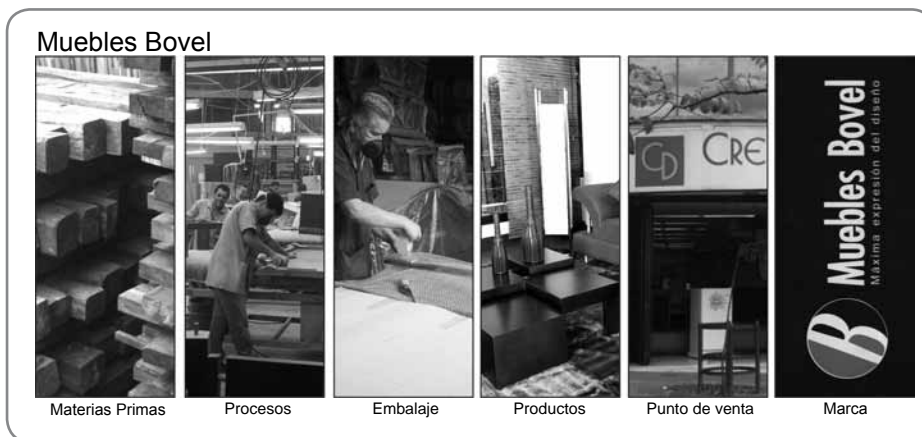 Muebles Bovel
CD
CRE
Muebles Bovel
Máxima expresión del diseño
B
Materias Primas
Procesos
Embalaje
Productos
Punto de venta
Marca